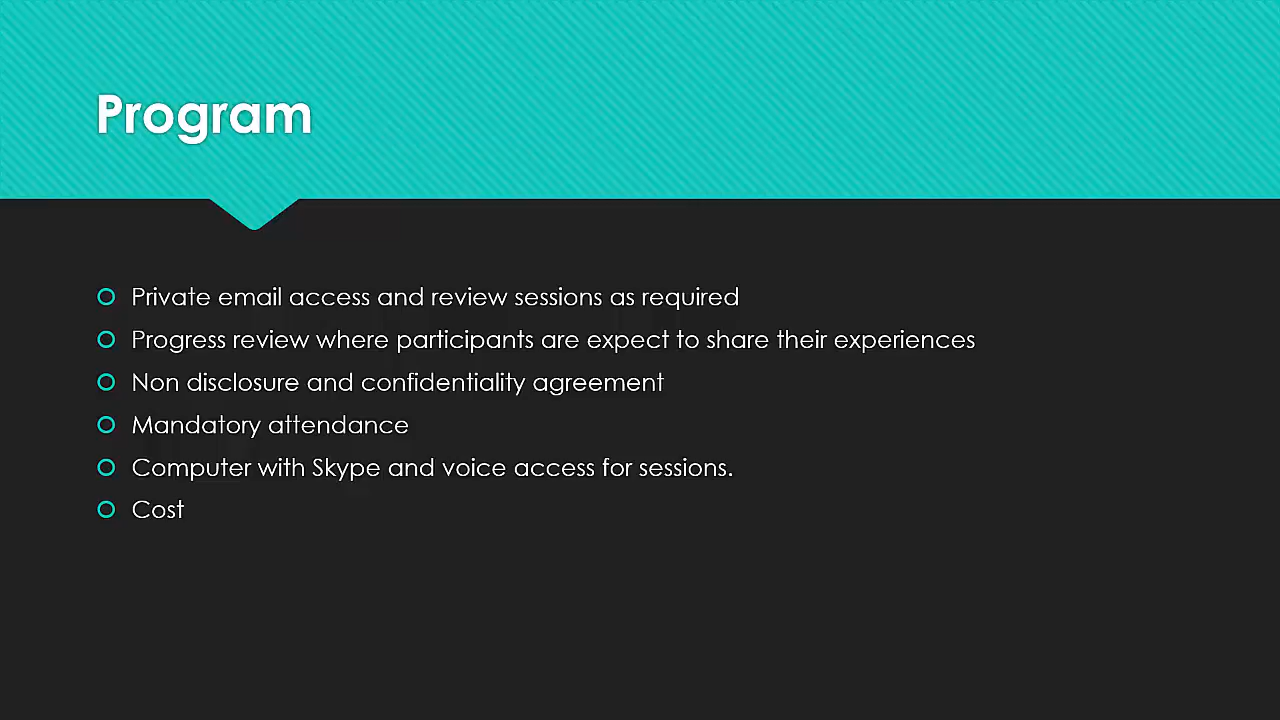 Program
Private email access and review sessions as required
Progress review where participants are expect to share their experiences
Non disclosure and confidentiality agreement
Mandatory attendance
Computer with Skype and voice access for sessions.
Cost